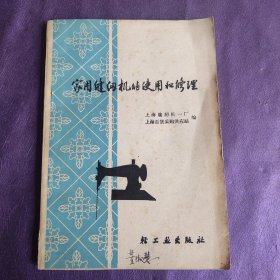 家用缝纫机的使用和修理
上海缝纫机一厂
上海百货采购供应站 编
轻工业出版社